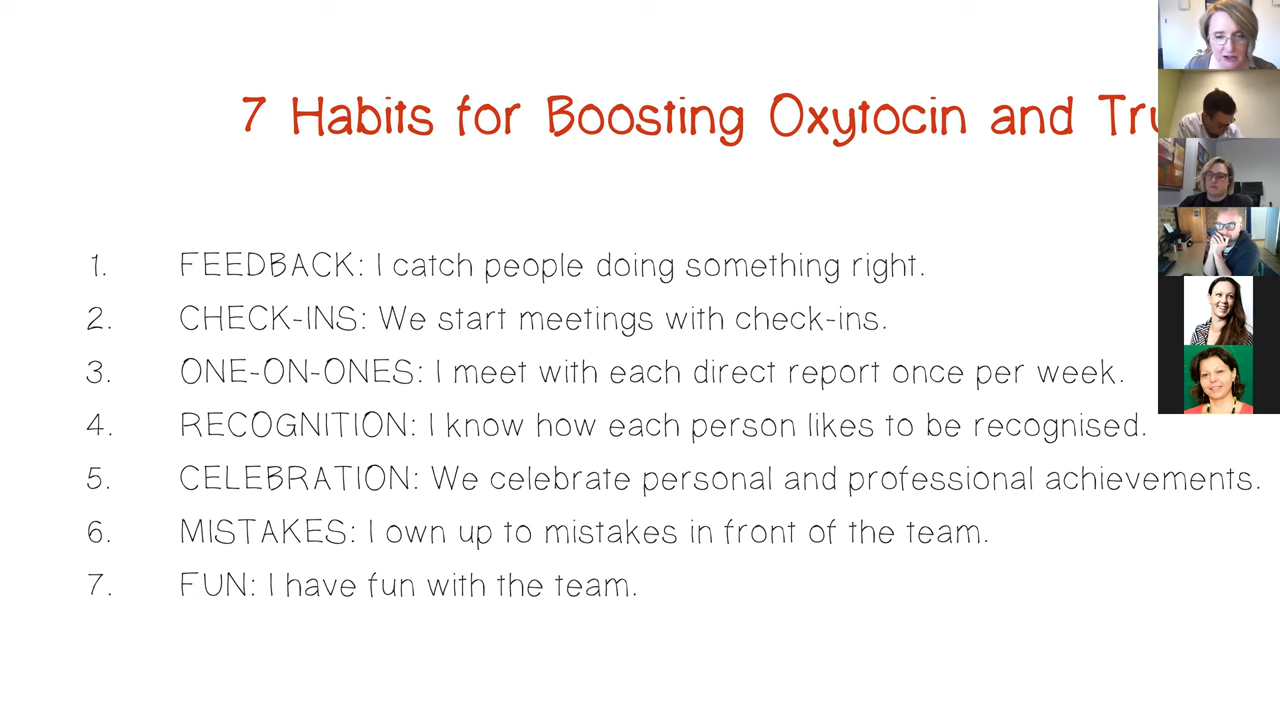 7 Habits for Boosting Oxytocin and Tru
1. FEEDBACK: I catch people doing something right.
2. CHECK-INS: We start meetings with check-ins.
3. ONE-ON-ONES: I meet with each direct report once per week.
4. RECOGNITION: I know how each person likes to be recognised.
5. CELEBRATION: We celebrate personal and professional achievements.
6. MISTAKES: I own up to mistakes in front of the team.
7. FUN: I have fun with the team.